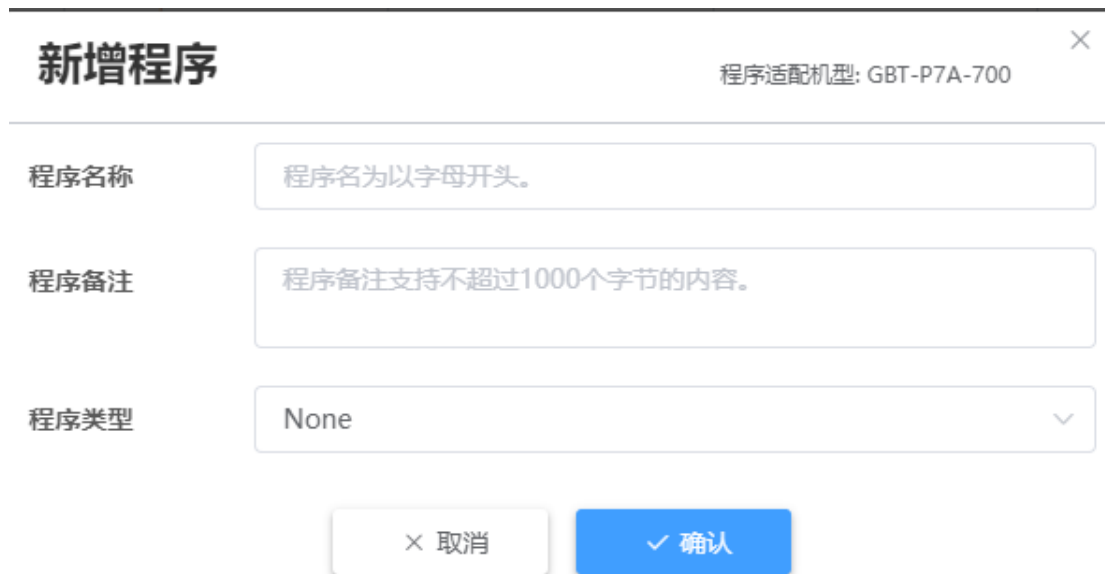 新增程序
程序适配机型: GBT-P7A-700
程序名称
程序名为以字母开头。
程序备注
程序备注支持不超过1000个字节的内容。
程序类型
None
取消
确认